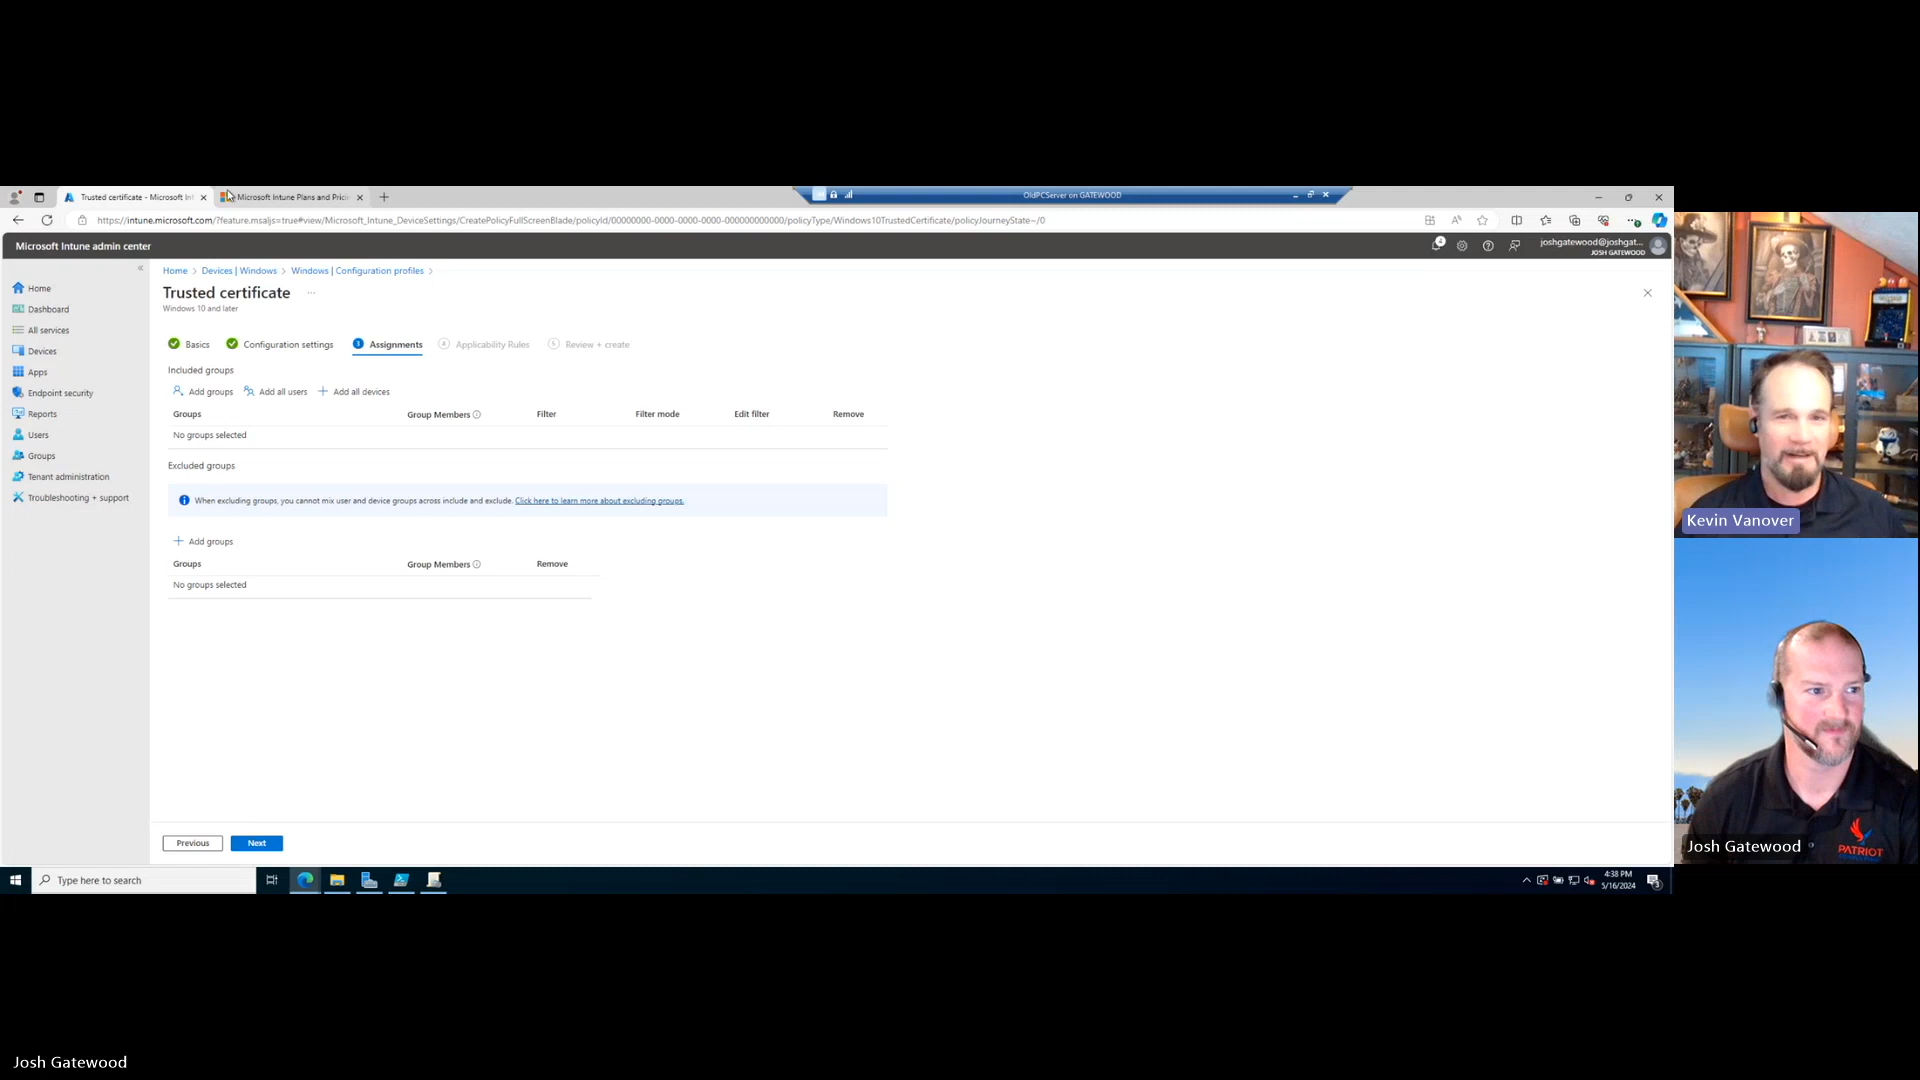 Trusted certificate - Microsoft Int
Microsoft Intune Plans and Pricin
OldPCServer on GATEWOOD
https://intune.microsoft.com/?feature.msaljs=true#view/Microsoft_Intune_DeviceSettings/CreatePolicyFullScreenBlade/policyId/00000000-0000-0000-0000-000000000000/policyType/Windows10TrustedCertificate/policyJourneyState~/0
Microsoft Intune admin center
joshgatewood@joshgat...
JOSH GATEWOOD
Home
Dashboard
All services
Devices
Apps
Endpoint security
Reports
Users
Groups
Tenant administration
Troubleshooting + support
Home > Devices | Windows > Windows | Configuration profiles >
Trusted certificate ...
Windows 10 and later
Basics
Configuration settings
3 Assignments
4 Applicability Rules
5 Review + create
Included groups
Add groups
Add all users
Add all devices
Groups Group Members Filter Filter mode Edit filter Remove
No groups selected
Excluded groups
When excluding groups, you cannot mix user and device groups across include and exclude. Click here to learn more about excluding groups.
Add groups
Groups Group Members Remove
No groups selected
Previous
Next
Type here to search
4:38 PM
5/16/2024
3
Kevin Vanover
PATRIOT
Josh Gatewood
Josh Gatewood